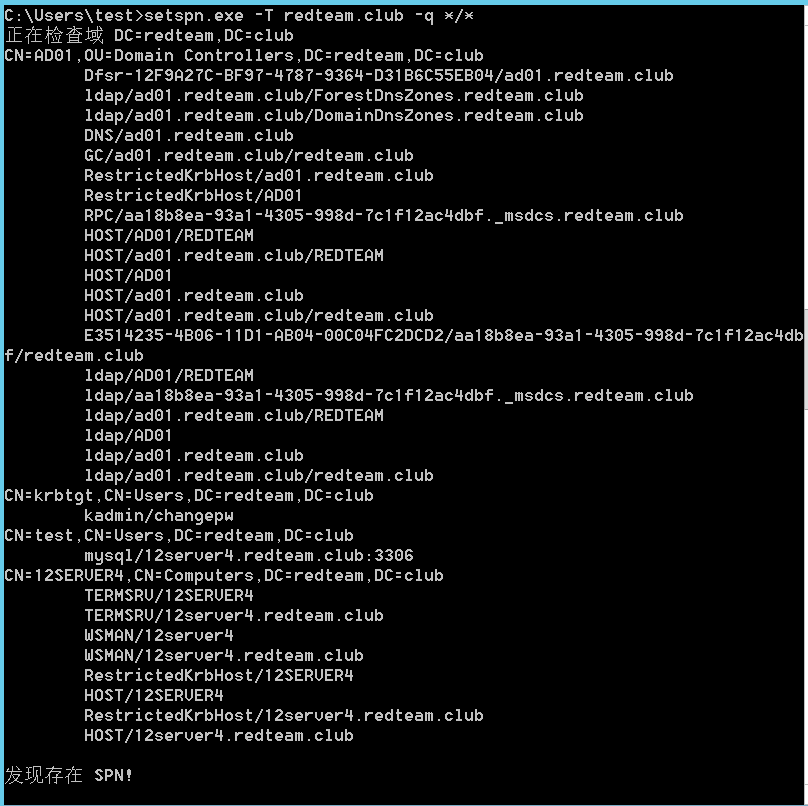 C:\Users\test>setspn.exe -T redteam.club -q */*
正在检查域 DC=redteam,DC=club
CN=AD01,OU=Domain Controllers,DC=redteam,DC=club
        Dfsr-12F9A27C-BF97-4787-9364-D31B6C55EB04/ad01.redteam.club
        ldap/ad01.redteam.club/ForestDnsZones.redteam.club
        ldap/ad01.redteam.club/DomainDnsZones.redteam.club
        DNS/ad01.redteam.club
        GC/ad01.redteam.club/redteam.club
        RestrictedKrbHost/ad01.redteam.club
        RestrictedKrbHost/AD01
        RPC/aa18b8ea-93a1-4305-998d-7c1f12ac4dbf._msdcs.redteam.club
        HOST/AD01/REDTEAM
        HOST/ad01.redteam.club/REDTEAM
        HOST/AD01
        HOST/ad01.redteam.club
        HOST/ad01.redteam.club/redteam.club
        E3514235-4B06-11D1-AB04-00C04FC2DCD2/aa18b8ea-93a1-4305-998d-7c1f12ac4db
f/redteam.club
        ldap/AD01/REDTEAM
        ldap/aa18b8ea-93a1-4305-998d-7c1f12ac4dbf._msdcs.redteam.club
        ldap/ad01.redteam.club/REDTEAM
        ldap/AD01
        ldap/ad01.redteam.club
        ldap/ad01.redteam.club/redteam.club
CN=krbtgt,CN=Users,DC=redteam,DC=club
        kadmin/changepw
CN=test,CN=Users,DC=redteam,DC=club
        mysql/12server4.redteam.club:3306
CN=12SERVER4,CN=Computers,DC=redteam,DC=club
        TERMSRV/12SERVER4
        TERMSRV/12server4.redteam.club
        WSMAN/12server4
        WSMAN/12server4.redteam.club
        RestrictedKrbHost/12SERVER4
        HOST/12SERVER4
        RestrictedKrbHost/12server4.redteam.club
        HOST/12server4.redteam.club
发现存在 SPN!